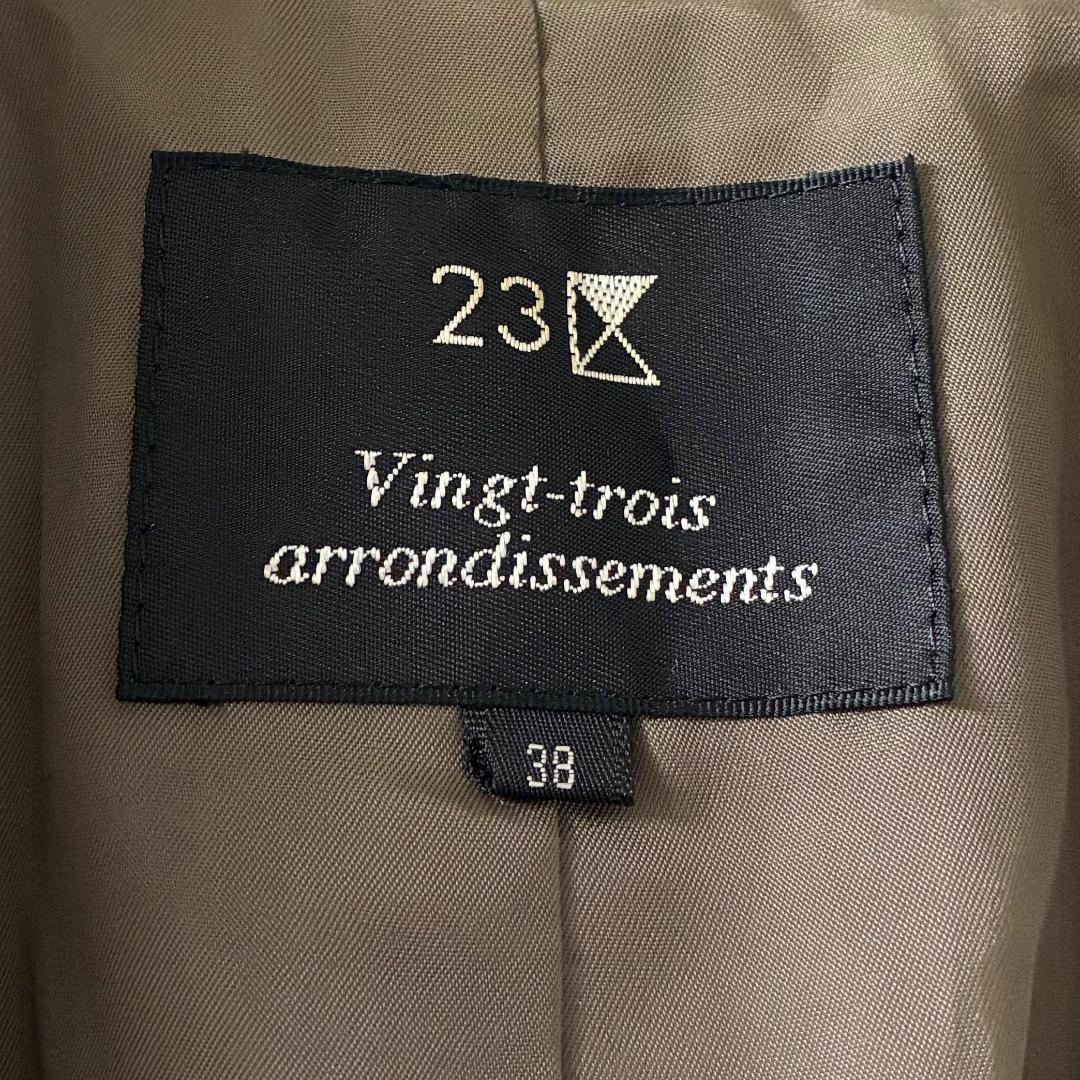 23
Vingt-trois
arrondissements
38